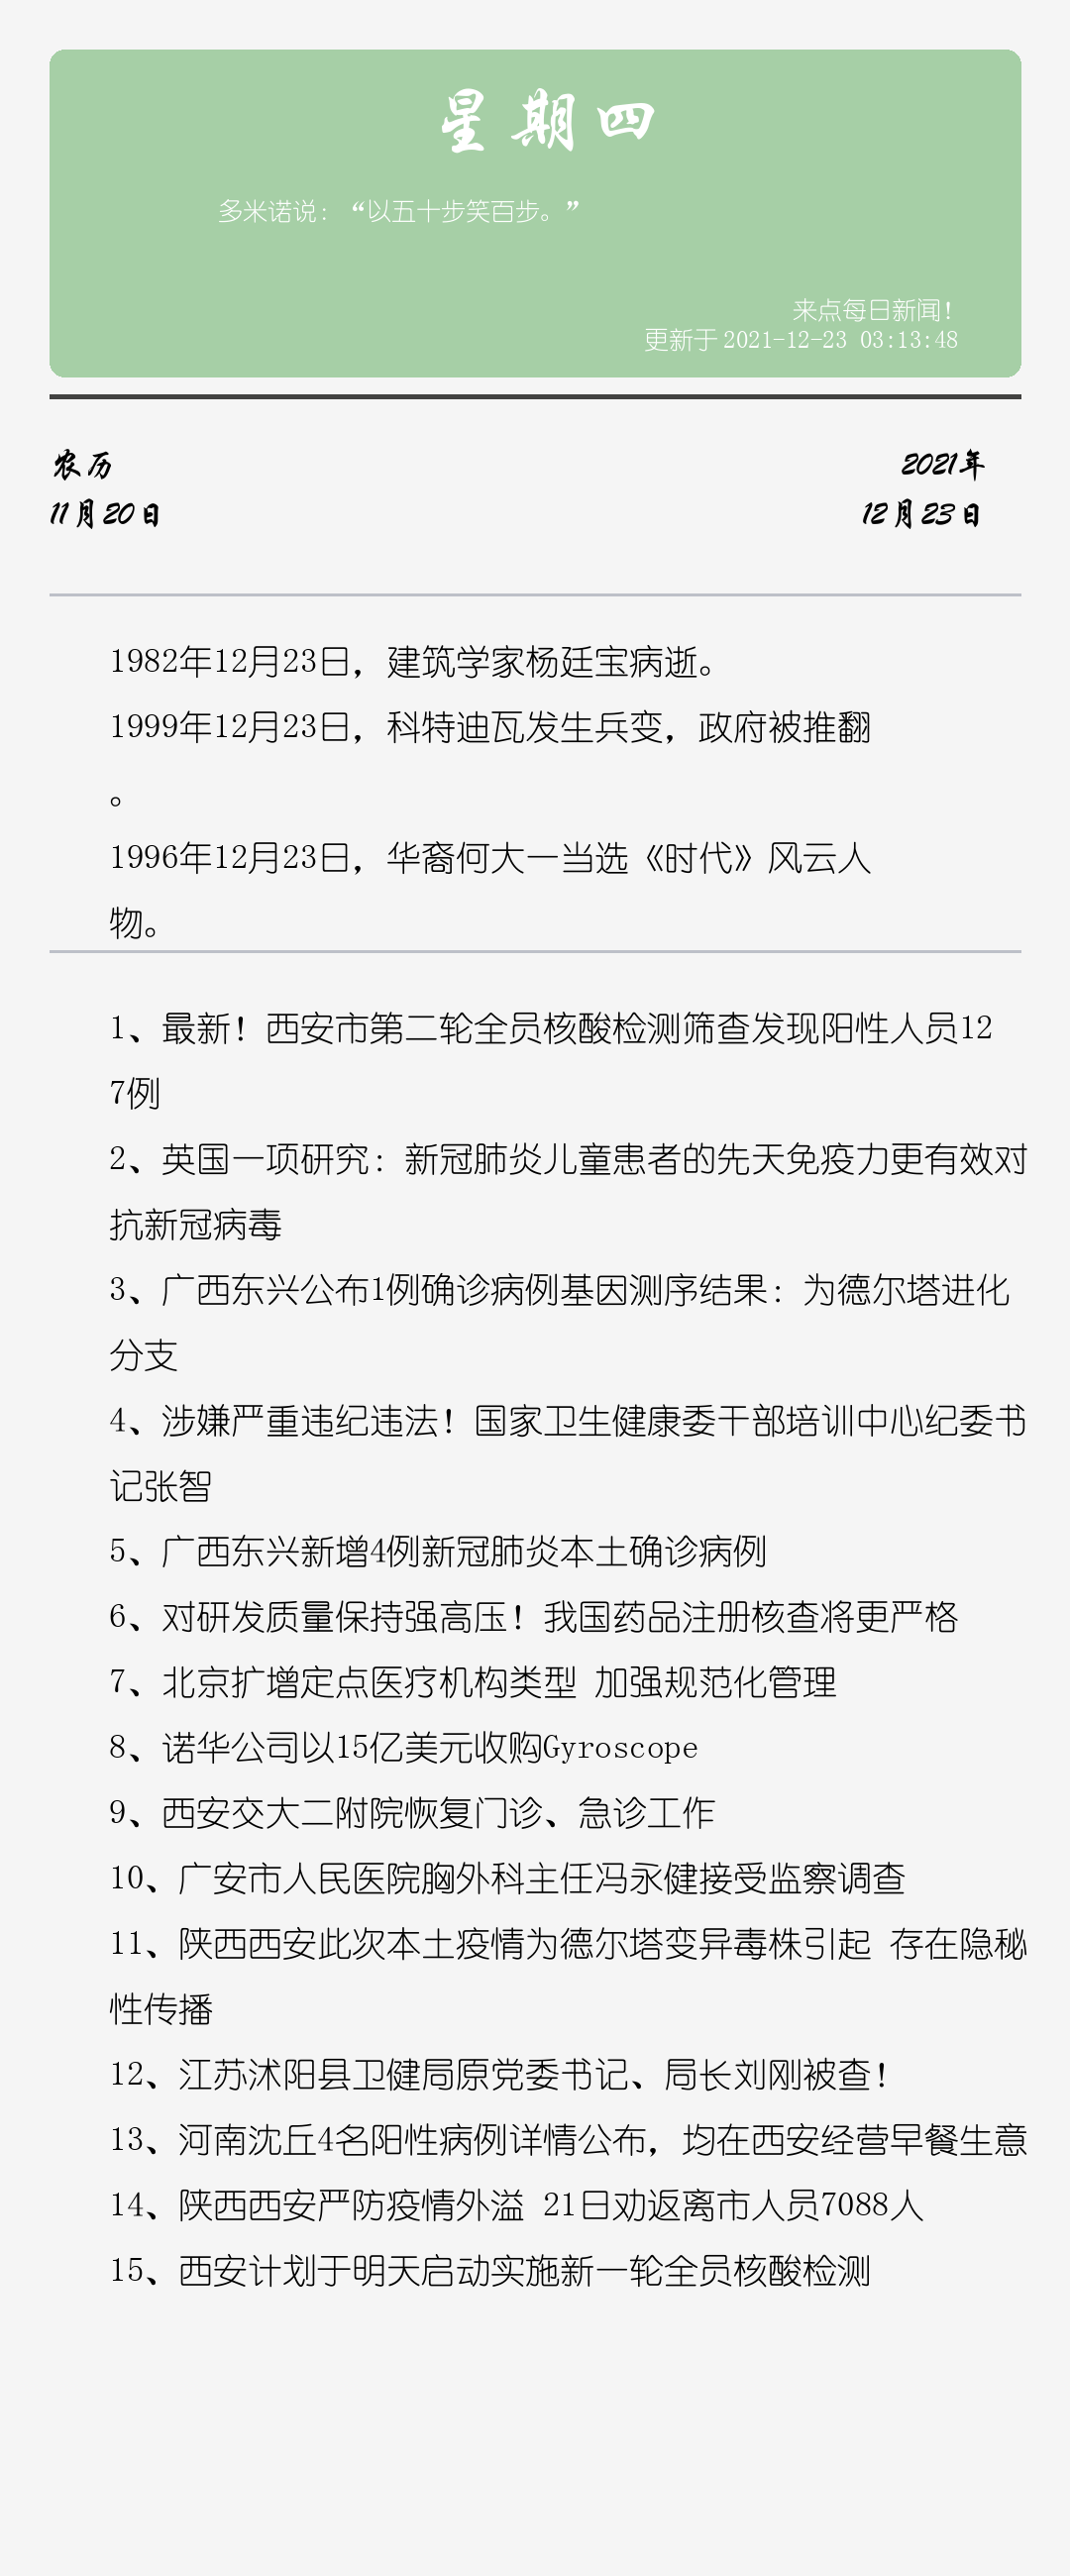 星期四
多米诺说：“以五十步笑百步。”
来点每日新闻！
更新于 2021-12-23 03:13:48
农历
2021年
11月20日
12月23日
1982年12月23日，建筑学家杨廷宝病逝。
1999年12月23日，科特迪瓦发生兵变，政府被推翻
。
1996年12月23日，华裔何大一当选《时代》风云人
物。
1、最新！西安市第二轮全员核酸检测筛查发现阳性人员12
7例
2、英国一项研究：新冠肺炎儿童患者的先天免疫力更有效对
抗新冠病毒
3、广西东兴公布1例确诊病例基因测序结果：为德尔塔进化
分支
4、涉嫌严重违纪违法！国家卫生健康委干部培训中心纪委书
记张智
5、广西东兴新增4例新冠肺炎本土确诊病例
6、对研发质量保持强高压！我国药品注册核查将更严格
7、北京扩增定点医疗机构类型 加强规范化管理
8、诺华公司以15亿美元收购Gyroscope
9、西安交大二附院恢复门诊、急诊工作
10、广安市人民医院胸外科主任冯永健接受监察调查
11、陕西西安此次本土疫情为德尔塔变异毒株引起 存在隐秘
性传播
12、江苏沭阳县卫健局原党委书记、局长刘刚被查！
13、河南沈丘4名阳性病例详情公布，均在西安经营早餐生意
14、陕西西安严防疫情外溢 21日劝返离市人员7088人
15、西安计划于明天启动实施新一轮全员核酸检测